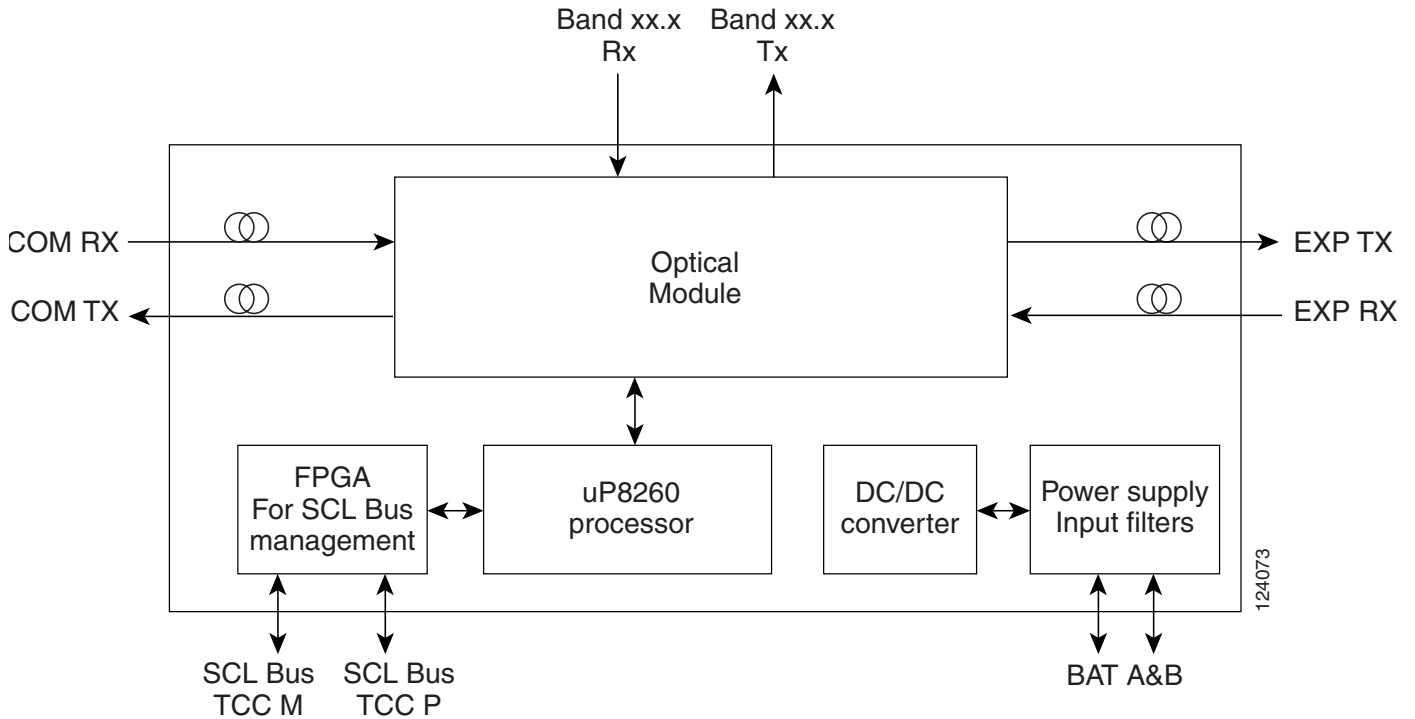 Band xx.x
Rx
Band xx.x
Tx
COM RX
COM TX
Optical
Module
EXP TX
EXP RX
FPGA
For SCL Bus
management
uP8260
processor
DC/DC
converter
Power supply
Input filters
124073
SCL Bus
TCC M
SCL Bus
TCC P
BAT A&B